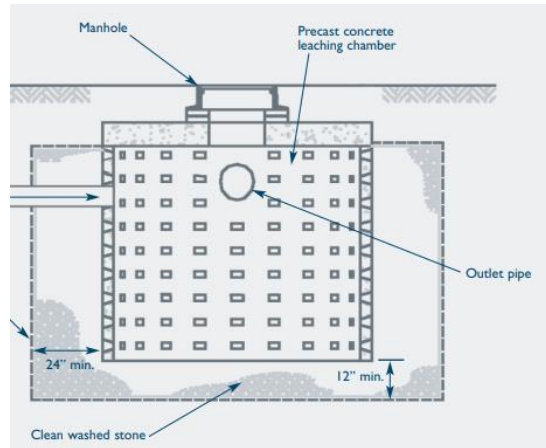 Manhole
Precast concrete
leaching chamber
Outlet pipe
24” min.
12” min.
Clean washed stone